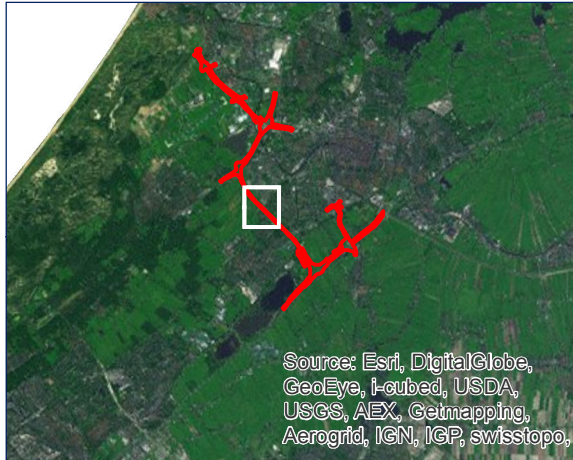 Source: Esri, DigitalGlobe,
GeoEye, i-cubed, USDA,
USGS, AEX, Getmapping,
Aerogrid, IGN, IGP, swisstopo,